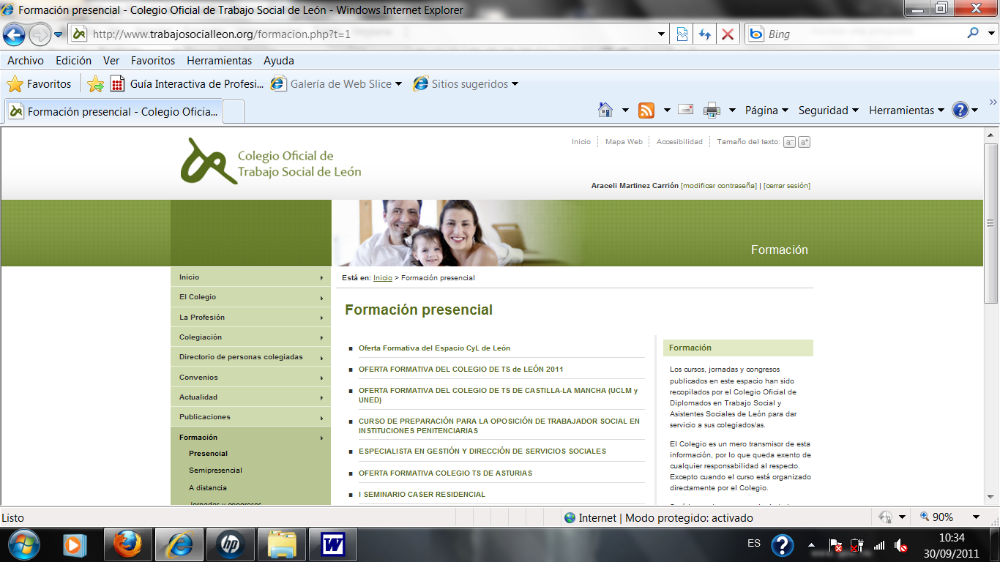 Formación presencial - Colegio Oficial de Trabajo Social de León - Windows Internet Explorer
http://www.trabajosocialleon.org/formacion.php?t=1
Bing
Archivo Edición Ver Favoritos Herramientas Ayuda
Favoritos Guía Interactiva de Profesi... Galería de Web Slice Sitios sugeridos
Formación presencial - Colegio Oficia...
Página Seguridad Herramientas
Inicio Mapa Web Accesibilidad Tamaño del texto: a- a+
Colegio Oficial de
Trabajo Social de León
Araceli Martinez Carrión [modificar contraseña] | [cerrar sesión]
Formación
Inicio
El Colegio
La Profesión
Colegiación
Directorio de personas colegiadas
Convenios
Actualidad
Publicaciones
Formación
Presencial
Semipresencial
A distancia
Jornadas y congresos
Está en: Inicio > Formación presencial
Formación presencial
Oferta Formativa del Espacio CyL de León
OFERTA FORMATIVA DEL COLEGIO DE TS de LEÓN 2011
OFERTA FORMATIVA DEL COLEGIO DE TS DE CASTILLA-LA MANCHA (UCLM y
UNED)
CURSO DE PREPARACIÓN PARA LA OPOSICIÓN DE TRABAJADOR SOCIAL EN
INSTITUCIONES PENITENCIARIAS
ESPECIALISTA EN GESTIÓN Y DIRECCIÓN DE SERVICIOS SOCIALES
OFERTA FORMATIVA COLEGIO TS DE ASTURIAS
I SEMINARIO CASER RESIDENCIAL
Formación
Los cursos, jornadas y congresos
publicados en este espacio han sido
recopilados por el Colegio Oficial de
Diplomados en Trabajo Social y
Asistentes Sociales de León para dar
servicio a sus colegiados/as.
El Colegio es un mero transmisor de esta
información, por lo que queda exento de
cualquier responsabilidad al respecto.
Excepto cuando el curso está organizado
directamente por el Colegio.
Listo
Internet | Modo protegido: activado
90%
hp
W
ES
10:34
30/09/2011